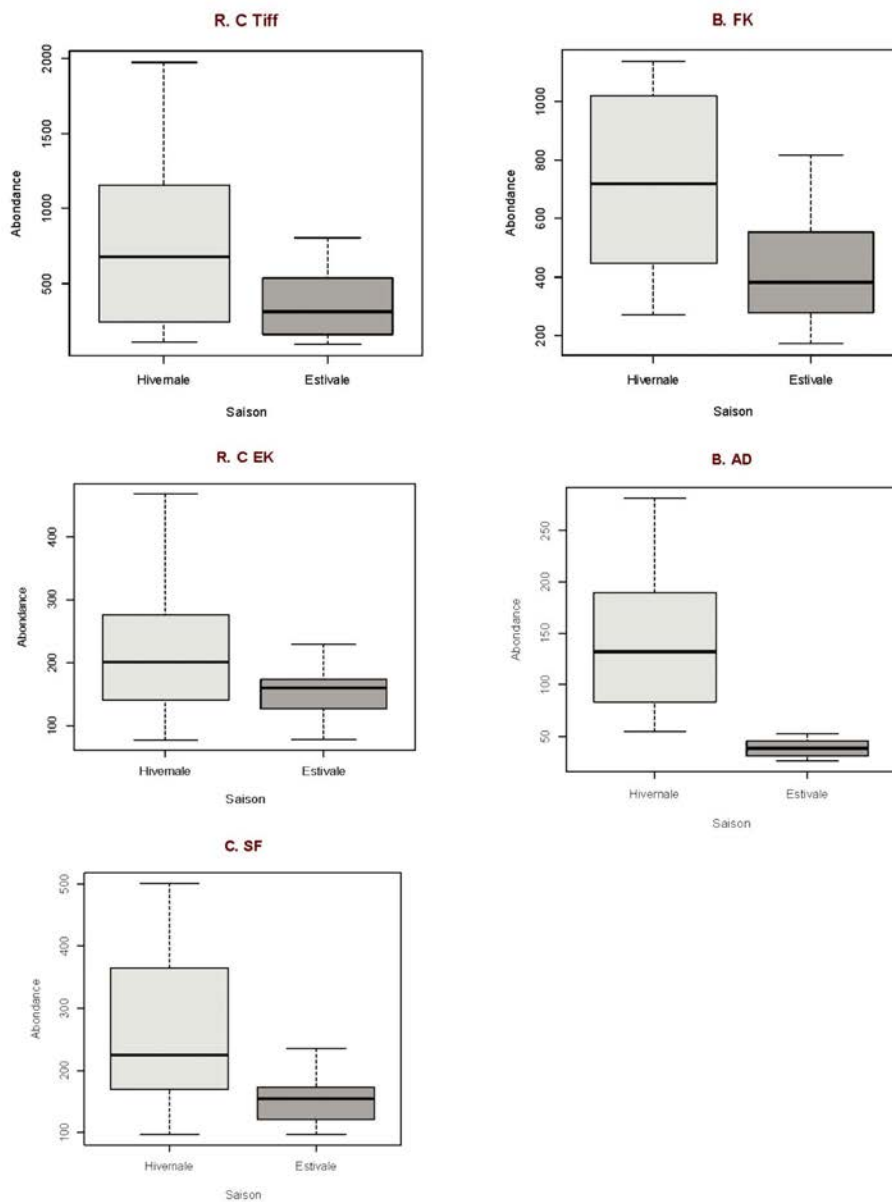 R. C Tiff
Abondance
2000
1500
1000
500
Hivernale Estivale
Saison
B. FK
Abondance
1000
800
600
400
200
Hivernale Estivale
Saison
R. C EK
Abondance
400
300
200
100
Hivernale Estivale
Saison
B. AD
Abondance
250
200
150
100
50
Hivernale Estivale
Saison
C. SF
Abondance
500
400
300
200
100
Hivernale Estivale
Saison